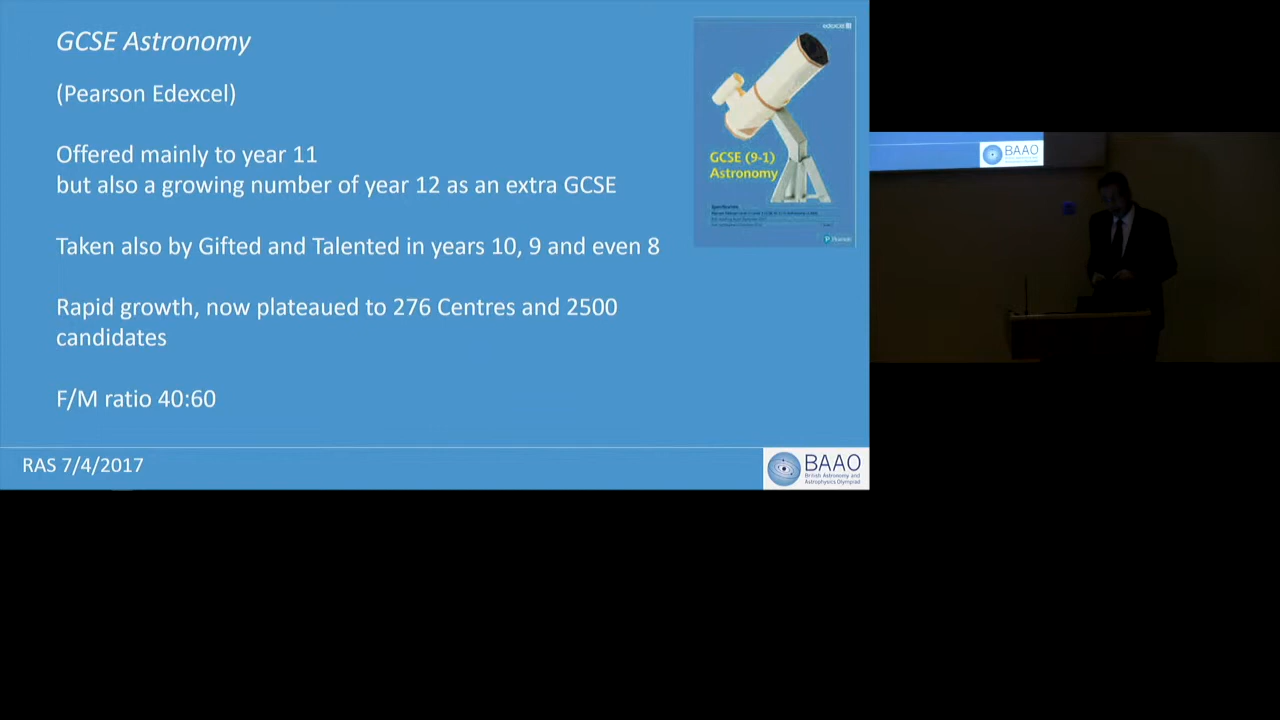 GCSE Astronomy
(Pearson Edexcel)
Offered mainly to year 11
but also a growing number of year 12 as an extra GCSE
Taken also by Gifted and Talented in years 10, 9 and even 8
Rapid growth, now plateaued to 276 Centres and 2500
candidates
F/M ratio 40:60
RAS 7/4/2017
edexcel
GCSE (9-1)
Astronomy
Specification
Pearson
BAAO
British Astronomy and
Astrophysics Olympiad
BAAO